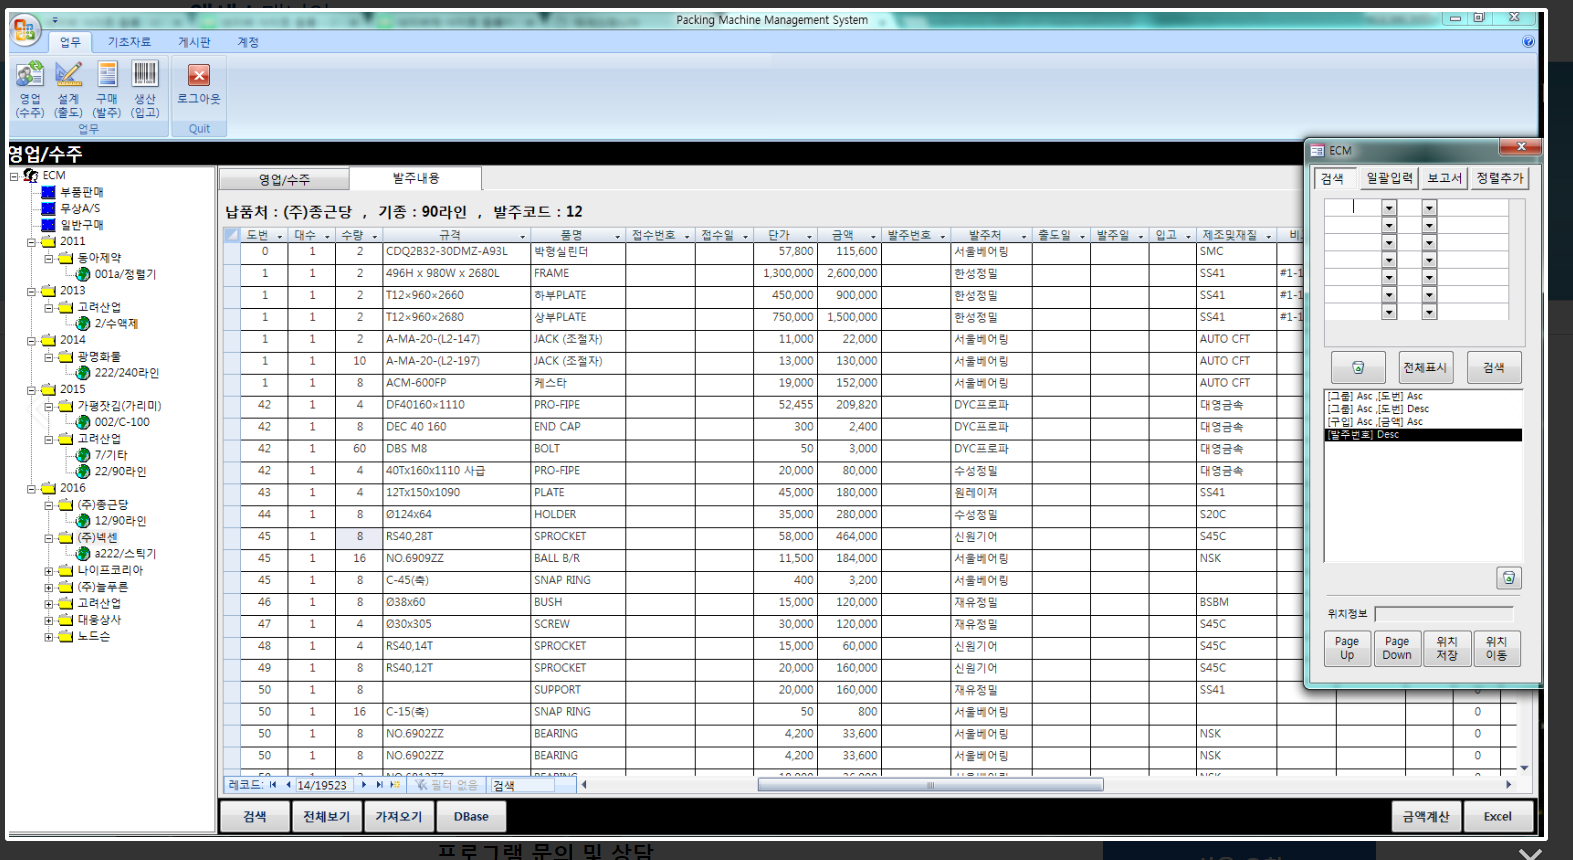 Packing Machine Management System
업무 기초자료 게시판 계정
영업 (수주) 설계 (출도) 구매 (발주) 생산 (입고) 로그아웃
업무 Quit
영업/수주
ECM
부품판매
무상A/S
일반구매
2011
동아제약
001a/정렬기
2013
고려산업
2/수액제
2014
광명화물
222/240라인
2015
가평잣김(가리미)
002/C-100
고려산업
7/기타
22/90라인
2016
(주)종근당
12/90라인
(주)넥센
a222/스틱기
나이프코리아
(주)늘푸른
고려산업
대웅상사
노드슨
영업/수주 발주내용
납품처 : (주)종근당 , 기종 : 90라인 , 발주코드 : 12
도번 대수 수량 규격 품명 접수번호 접수일 단가 금액 발주번호 발주처 출도일 발주일 입고 제조및재질
0 1 2 CDQ2B32-30DMZ-A93L 박형실린더 57,800 115,600 서울베어링 SMC
1 1 2 496H x 980W x 2680L FRAME 1,300,000 2,600,000 한성정밀 SS41 #1-1
1 1 2 T12×960×2660 하부PLATE 450,000 900,000 한성정밀 SS41 #1-1
1 1 2 T12×960×2680 상부PLATE 750,000 1,500,000 한성정밀 SS41 #1-1
1 1 2 A-MA-20-(L2-147) JACK (조절자) 11,000 22,000 서울베어링 AUTO CFT
1 1 10 A-MA-20-(L2-197) JACK (조절자) 13,000 130,000 서울베어링 AUTO CFT
1 1 8 ACM-600FP 케스타 19,000 152,000 서울베어링 AUTO CFT
42 1 4 DF40160×1110 PRO-FIPE 52,455 209,820 DYC프로파 대영금속
42 1 8 DEC 40 160 END CAP 300 2,400 DYC프로파 대영금속
42 1 60 DBS M8 BOLT 50 3,000 DYC프로파 대영금속
42 1 4 40Tx160x1110 사급 PRO-FIPE 20,000 80,000 수성정밀 대영금속
43 1 4 12Tx150x1090 PLATE 45,000 180,000 원레이져 SS41
44 1 8 Ø124x64 HOLDER 35,000 280,000 수성정밀 S20C
45 1 8 RS40,28T SPROCKET 58,000 464,000 신원기어 S45C
45 1 16 NO.6909ZZ BALL B/R 11,500 184,000 서울베어링 NSK
45 1 8 C-45(축) SNAP RING 400 3,200 서울베어링
46 1 8 Ø38x60 BUSH 15,000 120,000 재유정밀 BSBM
47 1 4 Ø30x305 SCREW 30,000 120,000 재유정밀 S45C
48 1 4 RS40,14T SPROCKET 15,000 60,000 신원기어 S45C
49 1 8 RS40,12T SPROCKET 20,000 160,000 신원기어 S45C
50 1 8 SUPPORT 20,000 160,000 재유정밀 SS41 0
50 1 16 C-15(축) SNAP RING 50 800 서울베어링 0
50 1 8 NO.6902ZZ BEARING 4,200 33,600 서울베어링 NSK 0
50 1 8 NO.6902ZZ BEARING 4,200 33,600 서울베어링 NSK 0
레코드: 14/19523 필터 없음 검색
검색 전체보기 가져오기 DBase 금액계산 Excel
ECM
검색 일괄입력 보고서 정렬추가
전체표시 검색
[그룹] Asc ,[도번] Asc
[그룹] Asc ,[도번] Desc
[구입] Asc ,[금액] Asc
[발주번호] Desc
위치정보
Page Up Page Down 위치 저장 위치 이동
프로그램 문의 및 상담